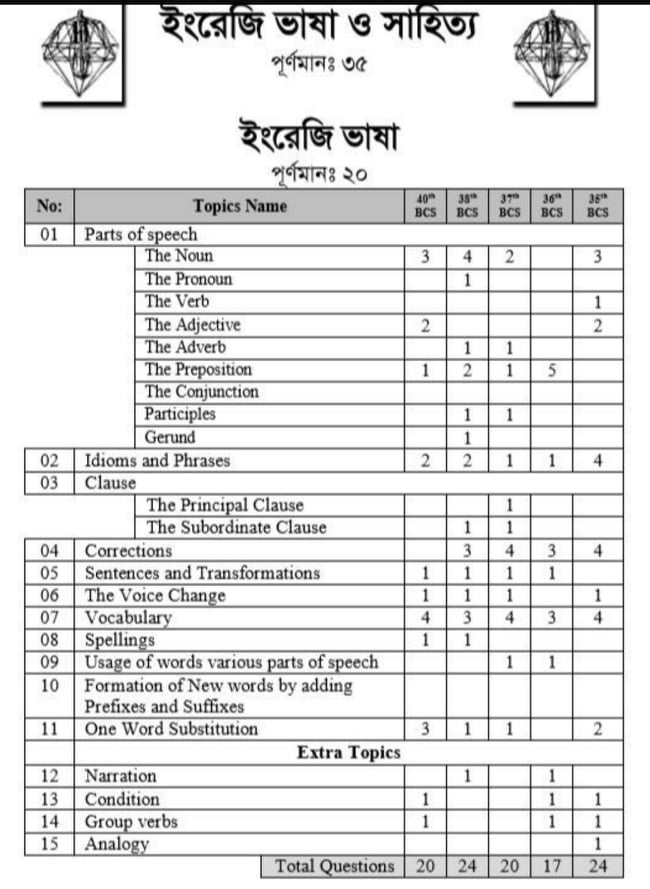 ইংরেজি ভাষা ও সাহিত্য
পূর্ণমানঃ ৩৫
ইংরেজি ভাষা
পূর্ণমানঃ ২০
No: Topics Name 40th BCS 38th BCS 37th BCS 36th BCS 35th BCS
01 Parts of speech
The Noun 3 4 2 3
The Pronoun 1
The Verb 1
The Adjective 2 2
The Adverb 1 1
The Preposition 1 2 1 5
The Conjunction
Participles 1 1
Gerund 1
02 Idioms and Phrases 2 2 1 1 4
03 Clause
The Principal Clause 1
The Subordinate Clause 1 1
04 Corrections 3 4 3 4
05 Sentences and Transformations 1 1 1 1
06 The Voice Change 1 1 1 1
07 Vocabulary 4 3 4 3 4
08 Spellings 1 1
09 Usage of words various parts of speech 1 1
10 Formation of New words by adding
Prefixes and Suffixes
11 One Word Substitution 3 1 1 2
Extra Topics
12 Narration 1 1
13 Condition 1 1 1
14 Group verbs 1 1 1
15 Analogy 1
Total Questions 20 24 20 17 24